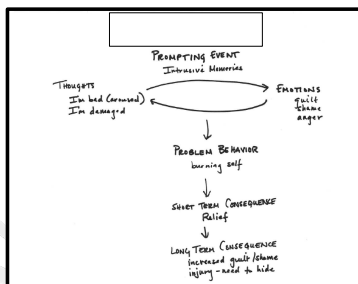 PROMPTING EVENT
Intrusive Memories
THOUGHTS
I'm bad (aroused)
I'm damaged
EMOTIONS
guilt
shame
anger
PROBLEM BEHAVIOR
burning self
SHORT TERM CONSEQUENCE
Relief
LONG TERM CONSEQUENCE
increased guilt/shame
injury - need to hide